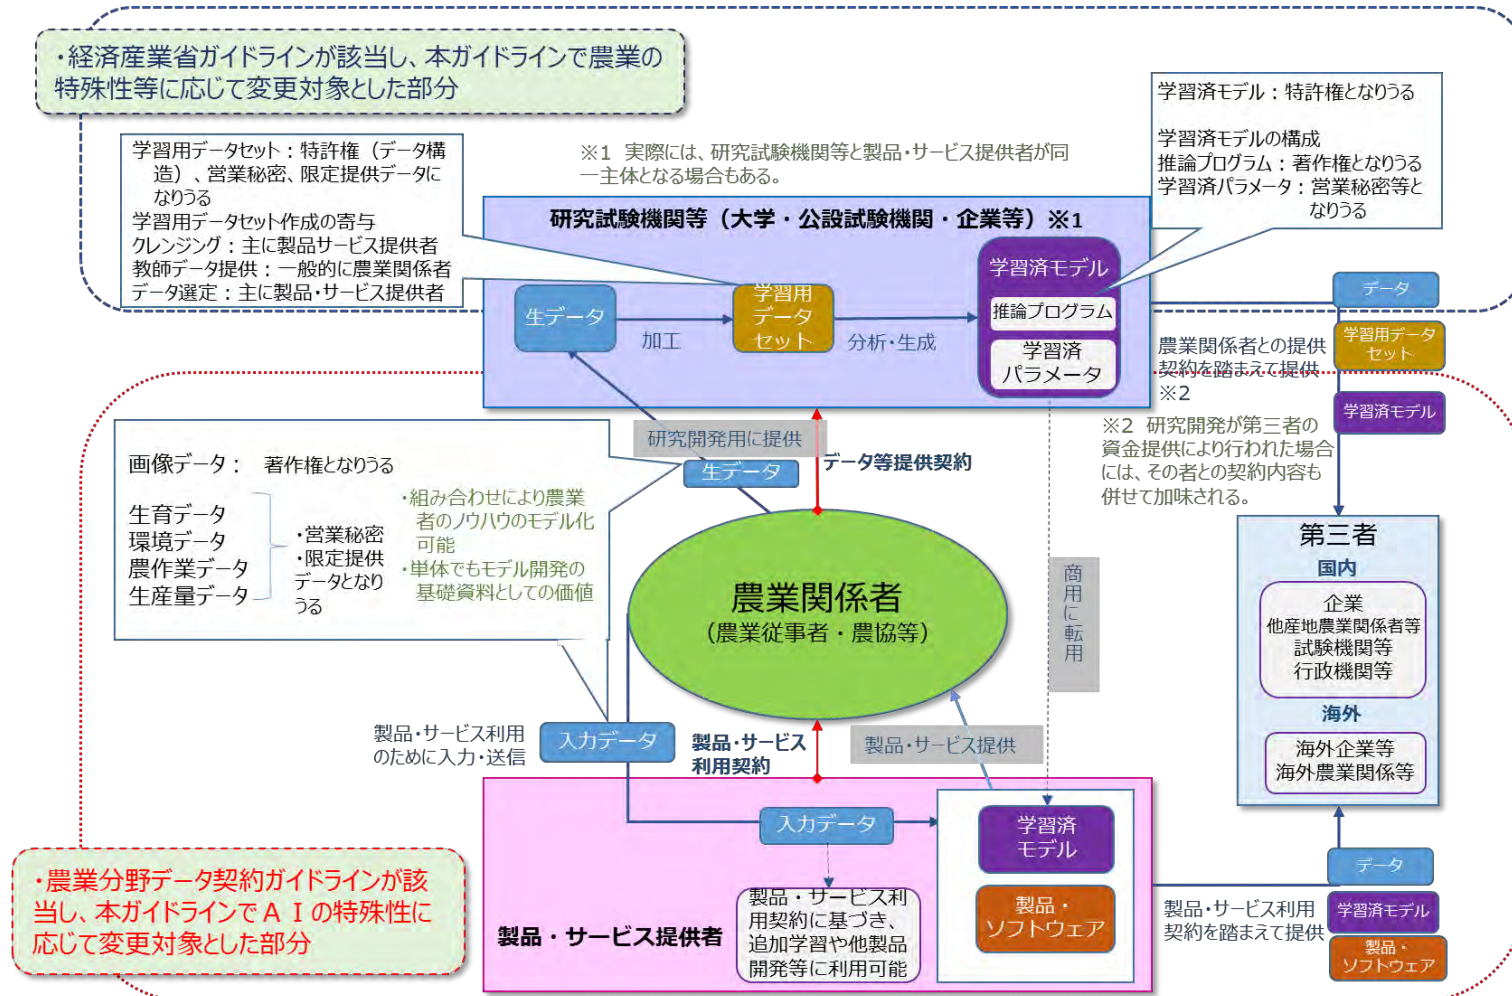 ・経済産業省ガイドラインが該当し、本ガイドラインで農業の
特殊性等に応じて変更対象とした部分
学習用データセット：特許権（データ構
造）、営業秘密、限定提供データに
なりうる
学習用データセット作成の寄与
クレンジング：主に製品サービス提供者
教師データ提供：一般的に農業関係者
データ選定：主に製品・サービス提供者
※1 実際には、研究試験機関等と製品・サービス提供者が同
一主体となる場合もある。
学習済モデル：特許権となりうる
学習済モデルの構成
推論プログラム：著作権となりうる
学習済パラメータ：営業秘密等と
なりうる
研究試験機関等（大学・公設試験機関・企業等）※1
生データ
加工
学習用
データ
セット
分析・生成
学習済モデル
推論プログラム
学習済
パラメータ
データ
学習用データ
セット
学習済モデル
農業関係者との提供
契約を踏まえて提供
※2
※2 研究開発が第三者の
資金提供により行われた場合
には、その者との契約内容も
併せて加味される。
研究開発用に提供
生データ
データ等提供契約
画像データ： 著作権となりうる
生育データ
環境データ
農作業データ
生産量データ
・営業秘密
・限定提供
データとなり
うる
・組み合わせにより農業
者のノウハウのモデル化
可能
・単体でもモデル開発の
基礎資料としての価値
農業関係者
（農業従事者・農協等）
商用に転用
第三者
国内
企業
他産地農業関係者等
試験機関等
行政機関等
海外
海外企業等
海外農業関係等
製品・サービス利用
のために入力・送信
入力データ
製品・サービス
利用契約
製品・サービス提供
入力データ
学習済
モデル
製品・
ソフトウェア
製品・サービス利
用契約に基づき、
追加学習や他製品
開発等に利用可能
製品・サービス提供者
・農業分野データ契約ガイドラインが該
当し、本ガイドラインでＡＩの特殊性に
応じて変更対象とした部分
製品・サービス利用
契約を踏まえて提供
データ
学習済モデル
製品・
ソフトウェア